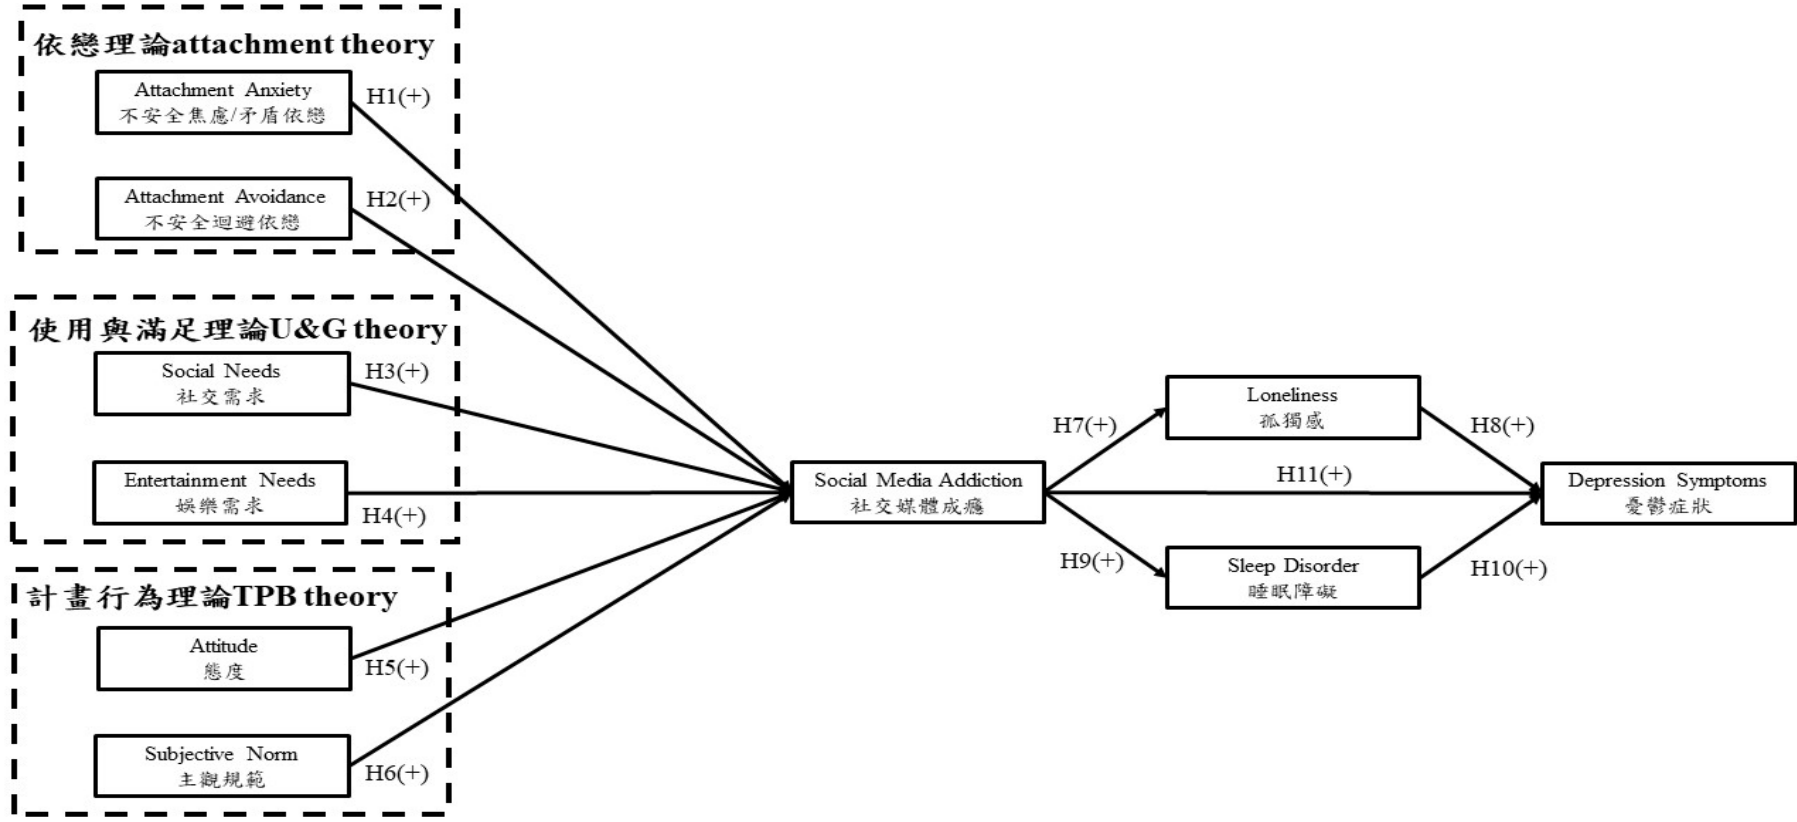 依戀理論attachment theory
Attachment Anxiety
不安全焦慮/矛盾依戀
H1(+)
Attachment Avoidance
不安全迴避依戀
H2(+)
使用與滿足理論U&G theory
Social Needs
社交需求
H3(+)
Entertainment Needs
娛樂需求
H4(+)
計畫行為理論TPB theory
Attitude
態度
H5(+)
Subjective Norm
主觀規範
H6(+)
Social Media Addiction
社交媒體成癮
H7(+)
Loneliness
孤獨感
H8(+)
H11(+)
H9(+)
Sleep Disorder
睡眠障礙
H10(+)
Depression Symptoms
憂鬱症狀